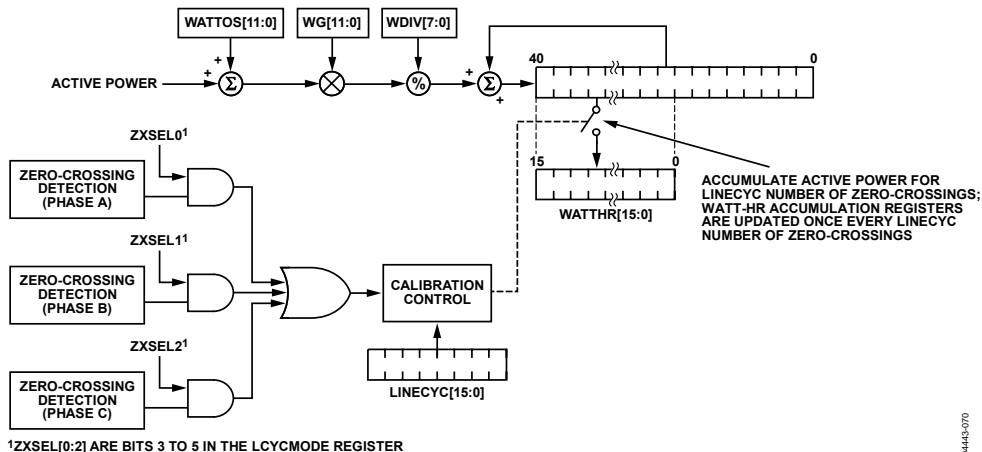 WATTOS[11:0]
WG[11:0]
WDIV[7:0]
ACTIVE POWER
+
+
Σ
%
+
Σ
+
40
0
15
0
WATTHR[15:0]
ACCUMULATE ACTIVE POWER FOR
LINECYC NUMBER OF ZERO-CROSSINGS;
WATT-HR ACCUMULATION REGISTERS
ARE UPDATED ONCE EVERY LINECYC
NUMBER OF ZERO-CROSSINGS
ZXSEL0¹
ZERO-CROSSING
DETECTION
(PHASE A)
ZXSEL1¹
ZERO-CROSSING
DETECTION
(PHASE B)
CALIBRATION
CONTROL
ZXSEL2¹
ZERO-CROSSING
DETECTION
(PHASE C)
LINECYC[15:0]
¹ZXSEL[0:2] ARE BITS 3 TO 5 IN THE LCYCMODE REGISTER